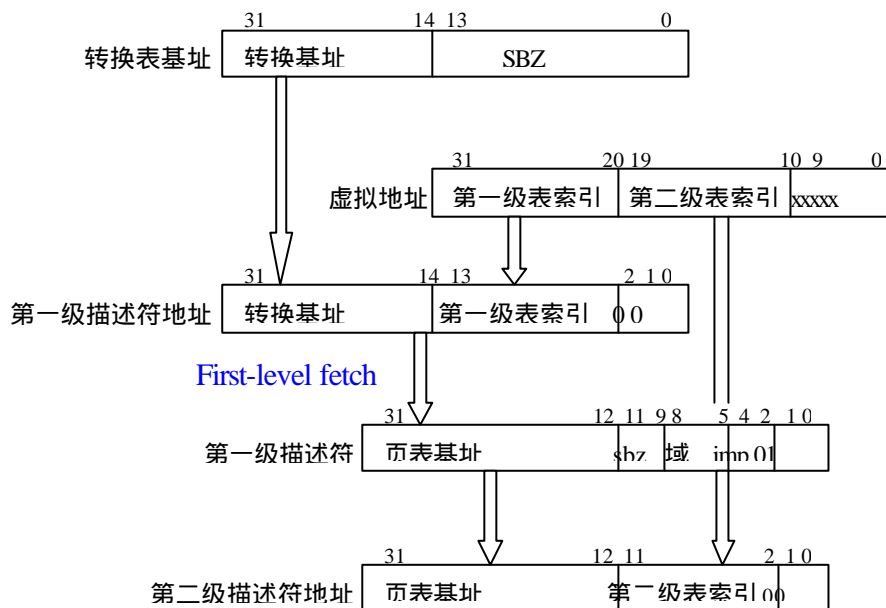 31 14 13 0
转换表基址 转换基址 SBZ
31 20 19 10 9 0
虚拟地址 第一级表索引 第二级表索引 xxxxx
31 14 13 2 1 0
第一级描述符地址 转换基址 第一级表索引 0 0
First-level fetch
31 12 11 9 8 5 4 2 1 0
第一级描述符 页表基址 sbz 域 imp 01
31 12 11 2 1 0
第二级描述符地址 页表基址 第二级表索引 00